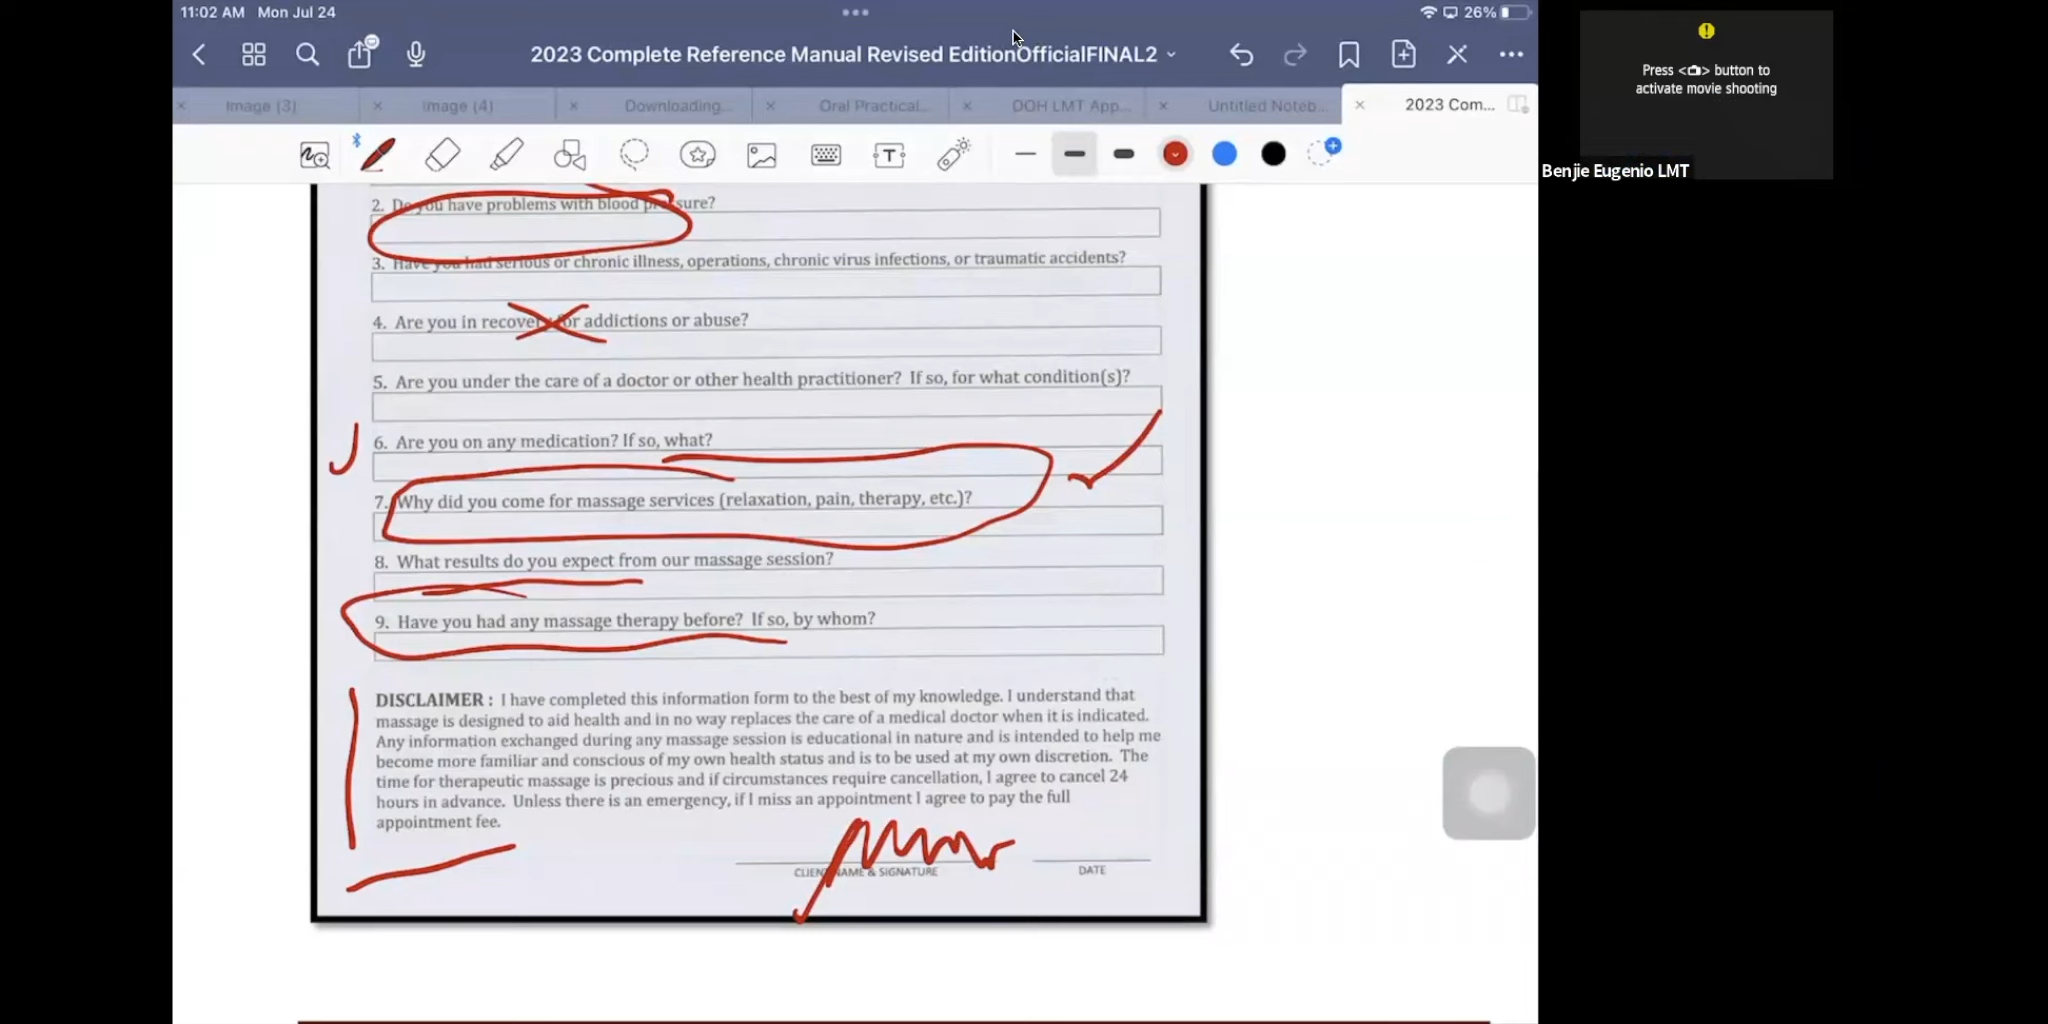 11:02 AM Mon Jul 24
26%
2023 Complete Reference Manual Revised EditionOfficialFINAL2
Image (3)
Image (4)
Downloading...
Oral Practical...
DOH LMT App...
Untitled Noteb...
2023 Com...
Press < > button to
activate movie shooting
Benjie Eugenio LMT
2. Do you have problems with blood pressure?
3. Have you had serious or chronic illness, operations, chronic virus infections, or traumatic accidents?
4. Are you in recovery for addictions or abuse?
5. Are you under the care of a doctor or other health practitioner? If so, for what condition(s)?
6. Are you on any medication? If so, what?
7. Why did you come for massage services (relaxation, pain, therapy, etc.)?
8. What results do you expect from our massage session?
9. Have you had any massage therapy before? If so, by whom?
DISCLAIMER : I have completed this information form to the best of my knowledge. I understand that
massage is designed to aid health and in no way replaces the care of a medical doctor when it is indicated.
Any information exchanged during any massage session is educational in nature and is intended to help me
become more familiar and conscious of my own health status and is to be used at my own discretion. The
time for therapeutic massage is precious and if circumstances require cancellation, I agree to cancel 24
hours in advance. Unless there is an emergency, if I miss an appointment I agree to pay the full
appointment fee.
CLIENT NAME & SIGNATURE
DATE